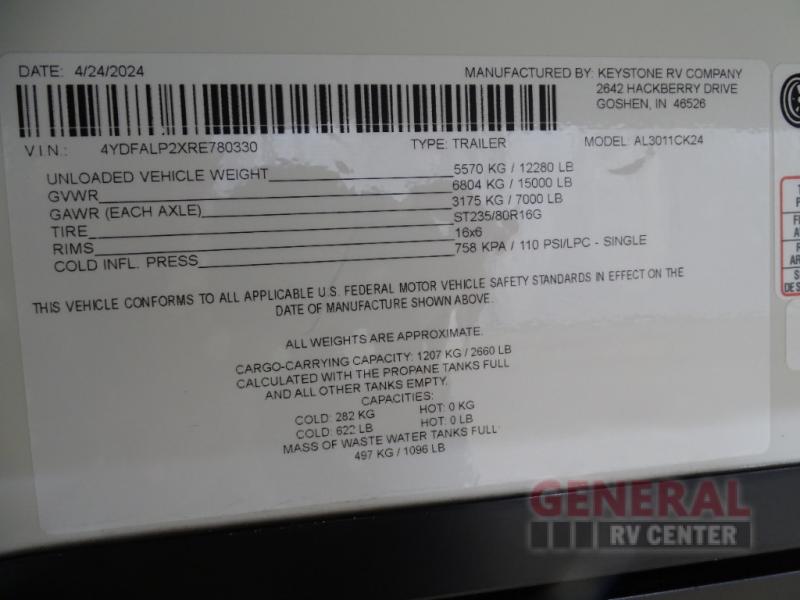 DATE: 4/24/2024
MANUFACTURED BY: KEYSTONE RV COMPANY
2642 HACKBERRY DRIVE
GOSHEN, IN 46526
V I N . : 4YDFALP2XRE780330 TYPE: TRAILER MODEL: AL3011CK24
UNLOADED VEHICLE WEIGHT 5570 KG / 12280 LB
GVWR 6804 KG / 15000 LB
GAWR (EACH AXLE) 3175 KG / 7000 LB
TIRE ST235/80R16G
RIMS 16x6
COLD INFL. PRESS 758 KPA / 110 PSI/LPC - SINGLE
THIS VEHICLE CONFORMS TO ALL APPLICABLE U.S. FEDERAL MOTOR VEHICLE SAFETY STANDARDS IN EFFECT ON THE
DATE OF MANUFACTURE SHOWN ABOVE.
ALL WEIGHTS ARE APPROXIMATE.
CARGO-CARRYING CAPACITY: 1207 KG / 2660 LB
CALCULATED WITH THE PROPANE TANKS FULL
AND ALL OTHER TANKS EMPTY.
CAPACITIES:
COLD: 282 KG HOT: 0 KG
COLD: 622 LB HOT: 0 LB
MASS OF WASTE WATER TANKS FULL:
497 KG / 1096 LB
GENERAL
RV CENTER